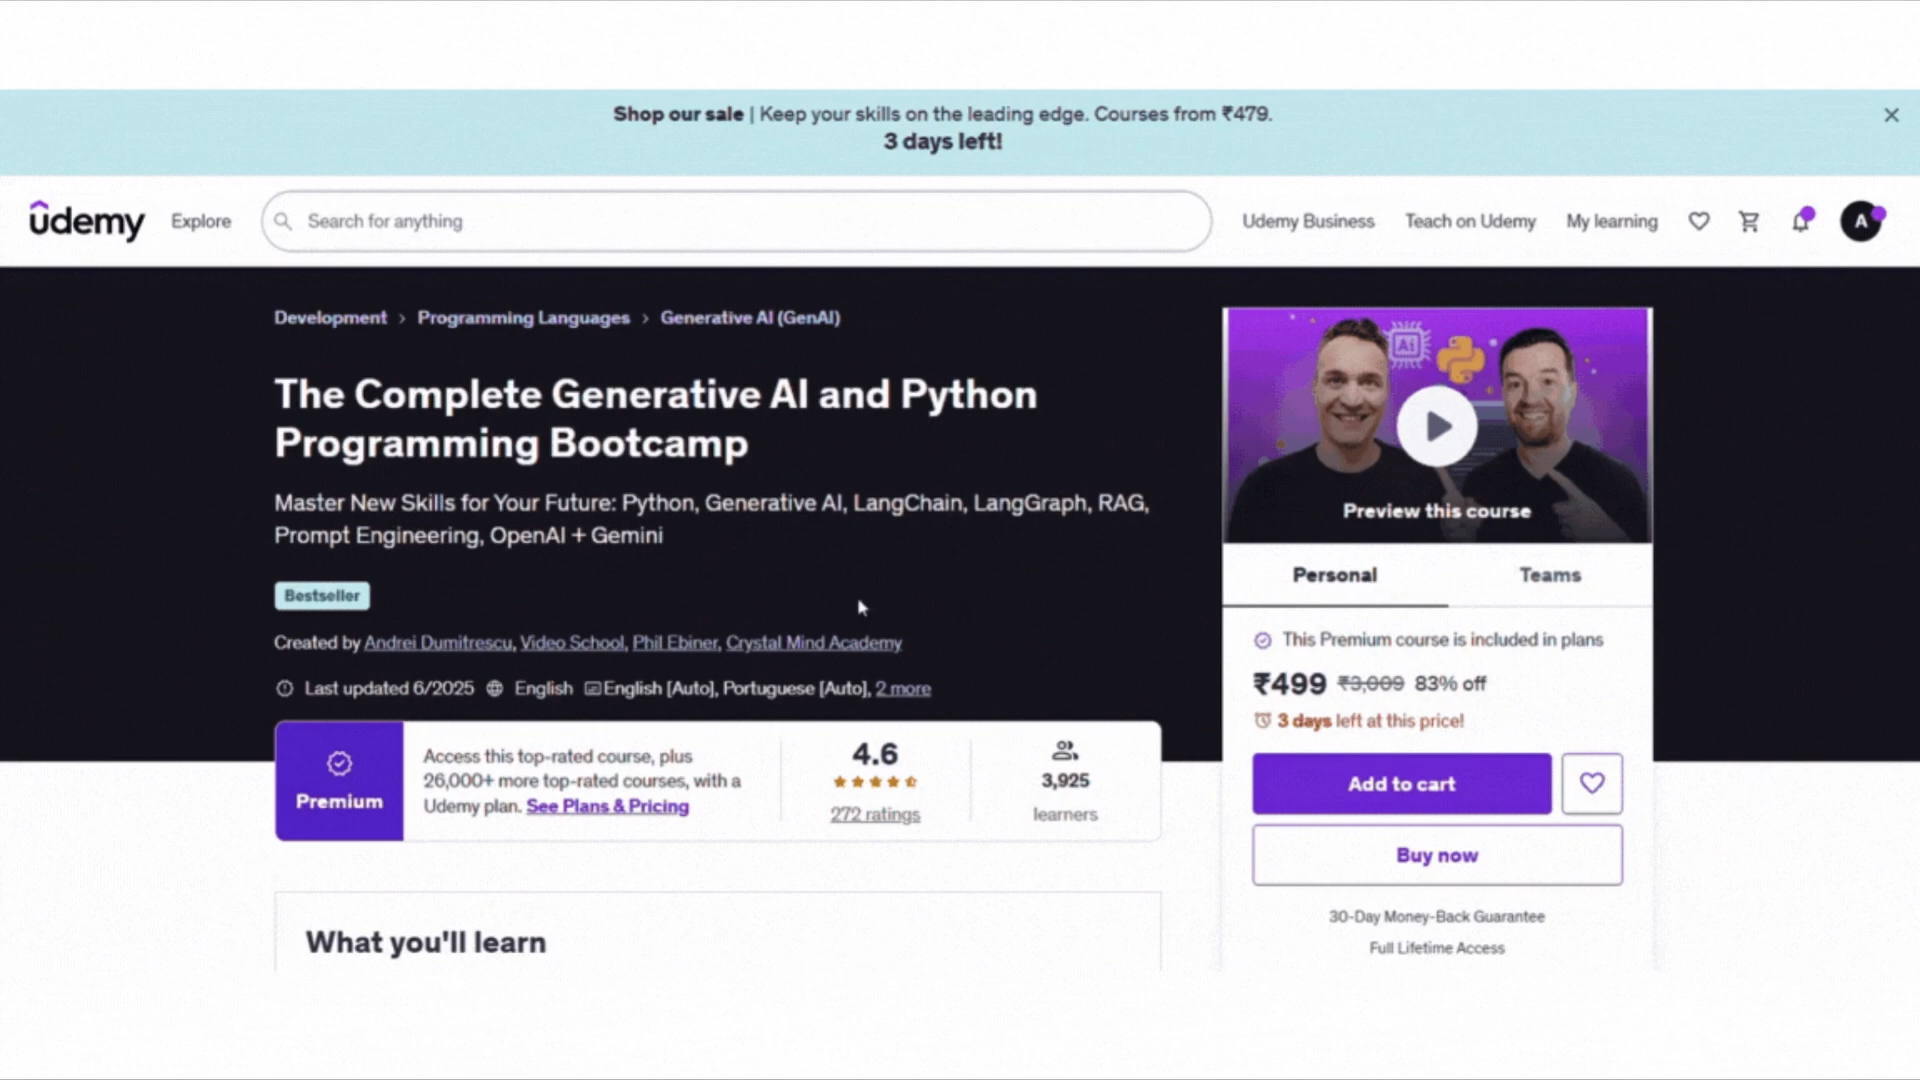 Shop our sale | Keep your skills on the leading edge. Courses from ₹479.
3 days left!
udemy
Explore
Search for anything
Udemy Business
Teach on Udemy
My learning
A
Development > Programming Languages > Generative AI (GenAI)
The Complete Generative AI and Python
Programming Bootcamp
Master New Skills for Your Future: Python, Generative AI, LangChain, LangGraph, RAG,
Prompt Engineering, OpenAI + Gemini
Bestseller
Created by Andrei Dumitrescu, Video School, Phil Ebiner, Crystal Mind Academy
Last updated 6/2025 English English [Auto], Portuguese [Auto], 2 more
Premium
Access this top-rated course, plus
26,000+ more top-rated courses, with a
Udemy plan. See Plans & Pricing
4.6
272 ratings
3,925
learners
What you'll learn
Ai
Preview this course
Personal
Teams
This Premium course is included in plans
₹499 ₹3,009 83% off
3 days left at this price!
Add to cart
Buy now
30-Day Money-Back Guarantee
Full Lifetime Access